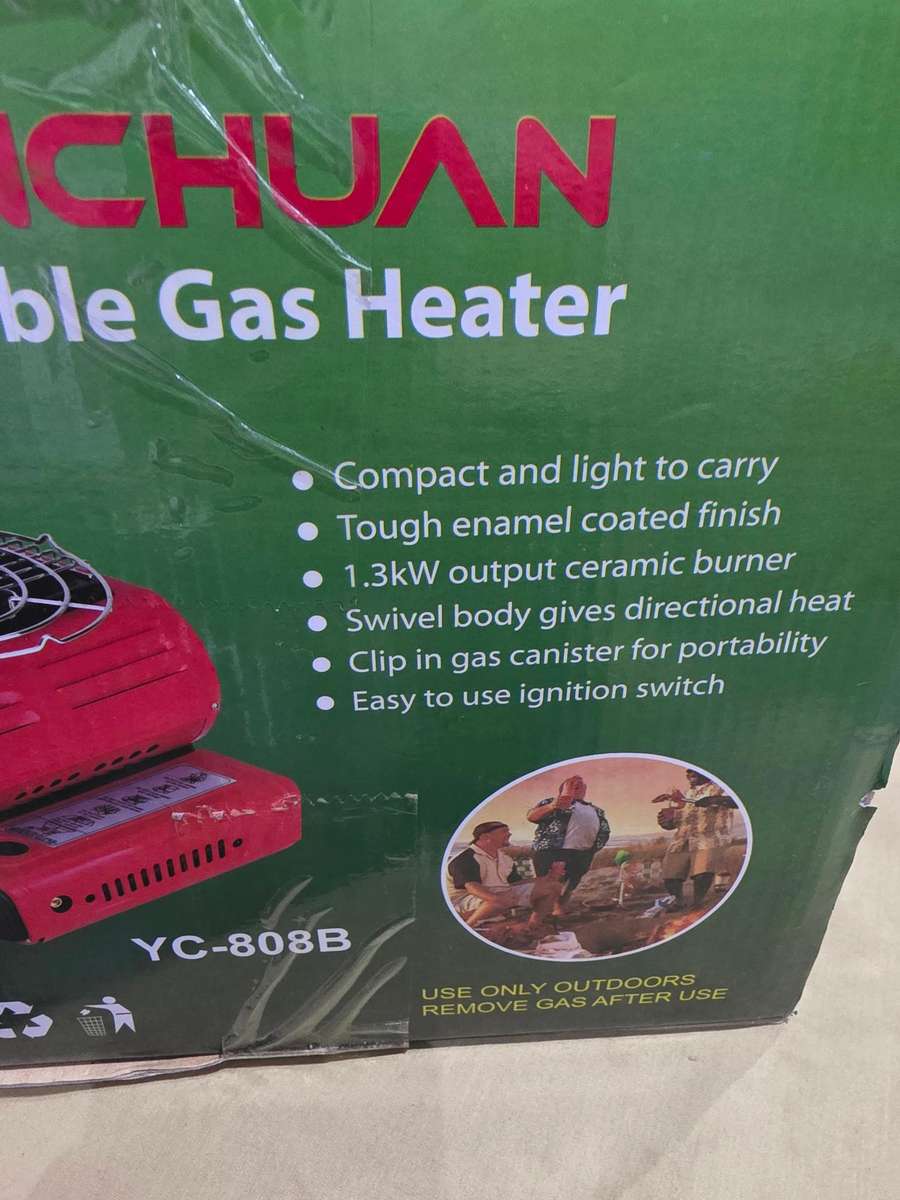 CHUAN
ble Gas Heater
Compact and light to carry
Tough enamel coated finish
1.3kW output ceramic burner
Swivel body gives directional heat
Clip in gas canister for portability
Easy to use ignition switch
YC-808B
USE ONLY OUTDOORS
REMOVE GAS AFTER USE